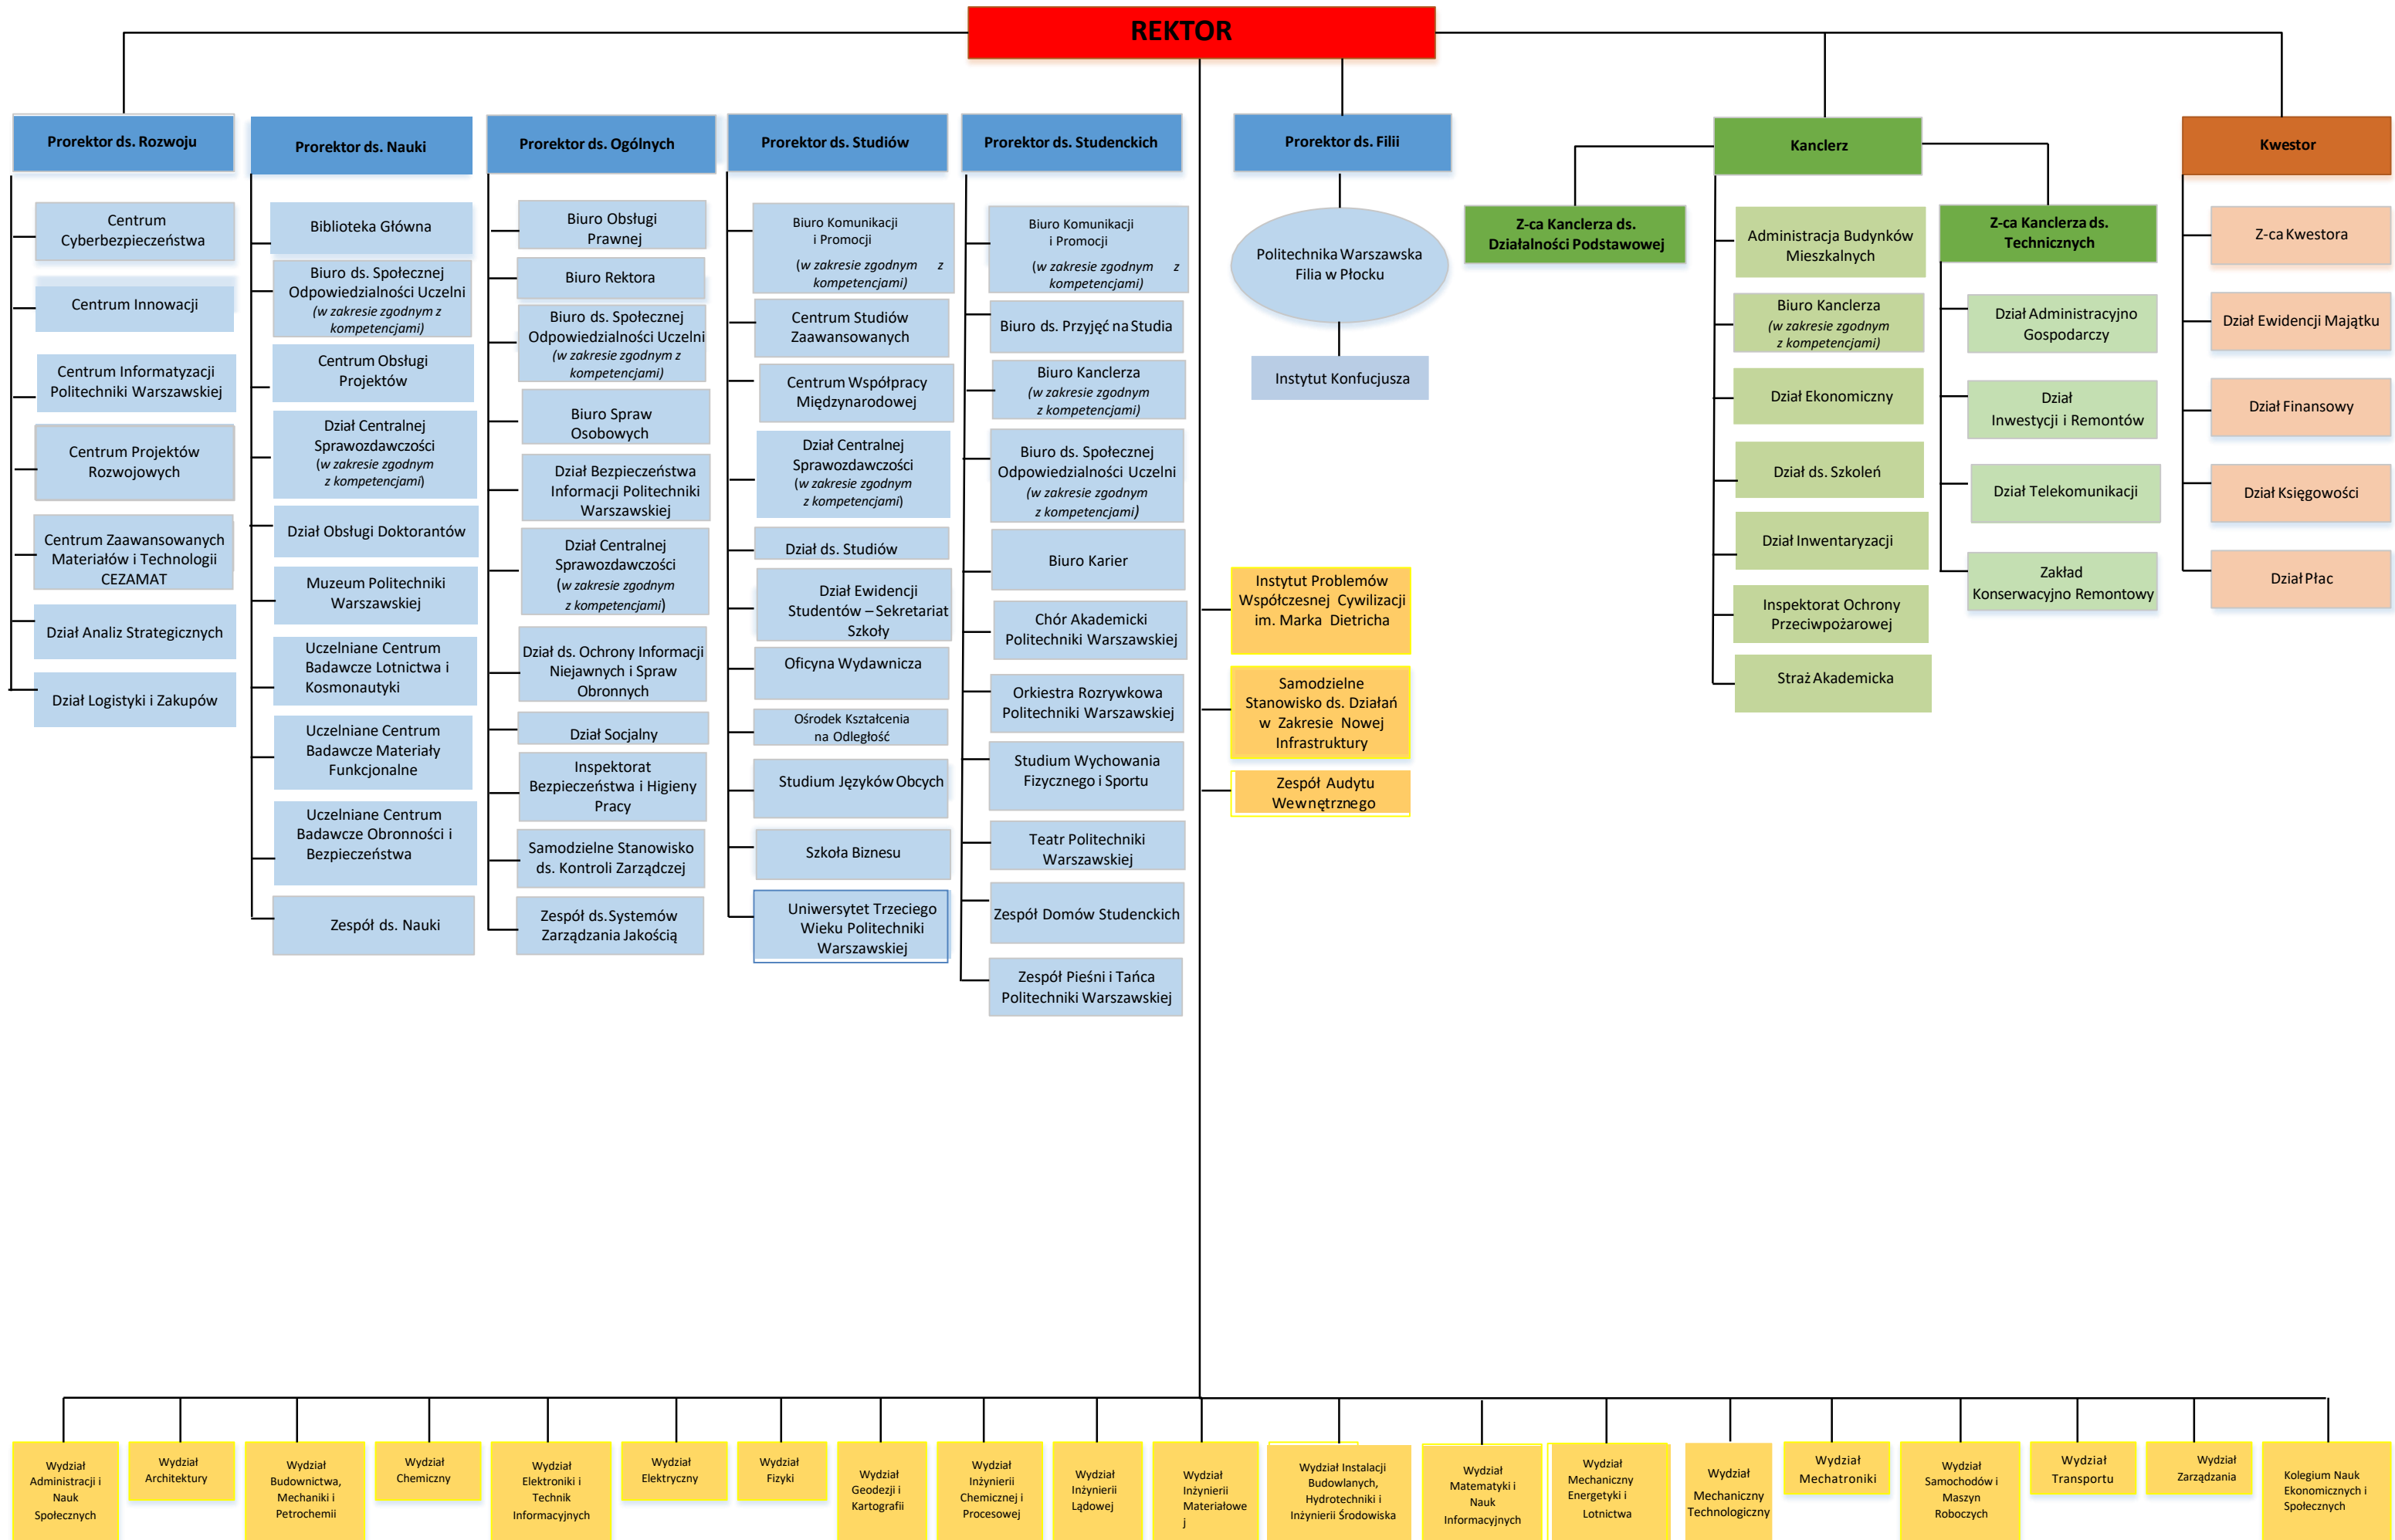 REKTOR
Prorektor ds. Rozwoju
Centrum
Cyberbezpieczeństwa
Centrum Innowacji
Centrum Informatyzacji
Politechniki Warszawskiej
Centrum Projektów
Rozwojowych
Centrum Zaawansowanych
Materiałów i Technologii
CEZAMAT
Dział Analiz Strategicznych
Dział Logistyki i Zakupów
Prorektor ds. Nauki
Biblioteka Główna
Biuro ds. Społecznej
Odpowiedzialności Uczelni
(w zakresie zgodnym z
kompetencjami)
Centrum Obsługi
Projektów
Dział Centralnej
Sprawozdawczości
(w zakresie zgodnym
z kompetencjami)
Dział Obsługi Doktorantów
Muzeum Politechniki
Warszawskiej
Uczelniane Centrum
Badawcze Lotnictwa i
Kosmonautyki
Uczelniane Centrum
Badawcze Materiały
Funkcjonalne
Uczelniane Centrum
Badawcze Obronności i
Bezpieczeństwa
Zespół ds. Nauki
Prorektor ds. Ogólnych
Biuro Obsługi
Prawnej
Biuro Rektora
Biuro ds. Społecznej
Odpowiedzialności Uczelni
(w zakresie zgodnym z
kompetencjami)
Biuro Spraw
Osobowych
Dział Bezpieczeństwa
Informacji Politechniki
Warszawskiej
Dział Centralnej
Sprawozdawczości
(w zakresie zgodnym
z kompetencjami)
Dział ds. Ochrony Informacji
Niejawnych i Spraw
Obronnych
Dział Socjalny
Inspektorat
Bezpieczeństwa i Higieny
Pracy
Samodzielne Stanowisko
ds. Kontroli Zarządczej
Zespół ds. Systemów
Zarządzania Jakością
Prorektor ds. Studiów
Biuro Komunikacji
i Promocji
(w zakresie zgodnym z
kompetencjami)
Centrum Studiów
Zaawansowanych
Centrum Współpracy
Międzynarodowej
Dział Centralnej
Sprawozdawczości
(w zakresie zgodnym
z kompetencjami)
Dział ds. Studiów
Dział Ewidencji
Studentów – Sekretariat
Szkoły
Oficyna Wydawnicza
Ośrodek Kształcenia
na Odległość
Studium Języków Obcych
Szkoła Biznesu
Uniwersytet Trzeciego
Wieku Politechniki
Warszawskiej
Prorektor ds. Studenckich
Biuro Komunikacji
i Promocji
(w zakresie zgodnym z
kompetencjami)
Biuro ds. Przyjęć na Studia
Biuro Kanclerza
(w zakresie zgodnym
z kompetencjami)
Biuro ds. Społecznej
Odpowiedzialności Uczelni
(w zakresie zgodnym
z kompetencjami)
Biuro Karier
Chór Akademicki
Politechniki Warszawskiej
Orkiestra Rozrywkowa
Politechniki Warszawskiej
Studium Wychowania
Fizycznego i Sportu
Teatr Politechniki
Warszawskiej
Zespół Domów Studenckich
Zespół Pieśni i Tańca
Politechniki Warszawskiej
Prorektor ds. Filii
Politechnika Warszawska
Filia w Płocku
Instytut Konfucjusza
Instytut Problemów
Współczesnej Cywilizacji
im. Marka Dietricha
Samodzielne
Stanowisko ds. Działań
w Zakresie Nowej
Infrastruktury
Zespół Audytu
Wewnętrznego
Kanclerz
Z-ca Kanclerza ds.
Działalności Podstawowej
Administracja Budynków
Mieszkalnych
Biuro Kanclerza
(w zakresie zgodnym
z kompetencjami)
Dział Ekonomiczny
Dział ds. Szkoleń
Dział Inwentaryzacji
Inspektorat Ochrony
Przeciwpożarowej
Straż Akademicka
Z-ca Kanclerza ds.
Technicznych
Dział Administracyjno
Gospodarczy
Dział
Inwestycji i Remontów
Dział Telekomunikacji
Zakład
Konserwacyjno Remontowy
Kwestor
Z-ca Kwestora
Dział Ewidencji Majątku
Dział Finansowy
Dział Księgowości
Dział Płac
Wydział
Administracji i
Nauk
Społecznych
Wydział
Architektury
Wydział
Budownictwa,
Mechaniki i
Petrochemii
Wydział
Chemiczny
Wydział
Elektroniki i
Technik
Informacyjnych
Wydział
Elektryczny
Wydział
Fizyki
Wydział
Geodezji i
Kartografii
Wydział
Inżynierii
Chemicznej i
Procesowej
Wydział
Inżynierii
Lądowej
Wydział
Inżynierii
Materiałowe
j
Wydział Instalacji
Budowlanych,
Hydrotechniki i
Inżynierii Środowiska
Wydział
Matematyki i
Nauk
Informacyjnych
Wydział
Mechaniczny
Energetyki i
Lotnictwa
Wydział
Mechaniczny
Technologiczny
Wydział
Mechatroniki
Wydział
Samochodów i
Maszyn
Roboczych
Wydział
Transportu
Wydział
Zarządzania
Kolegium Nauk
Ekonomicznych i
Społecznych